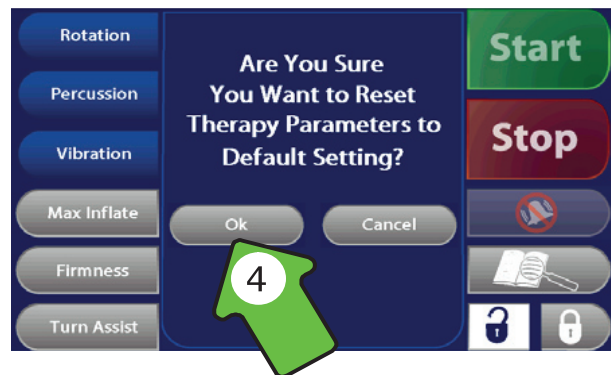 Rotation
Percussion
Vibration
Max Inflate
Firmness
Turn Assist
Are You Sure
You Want to Reset
Therapy Parameters to
Default Setting?
Ok
Cancel
4
Start
Stop